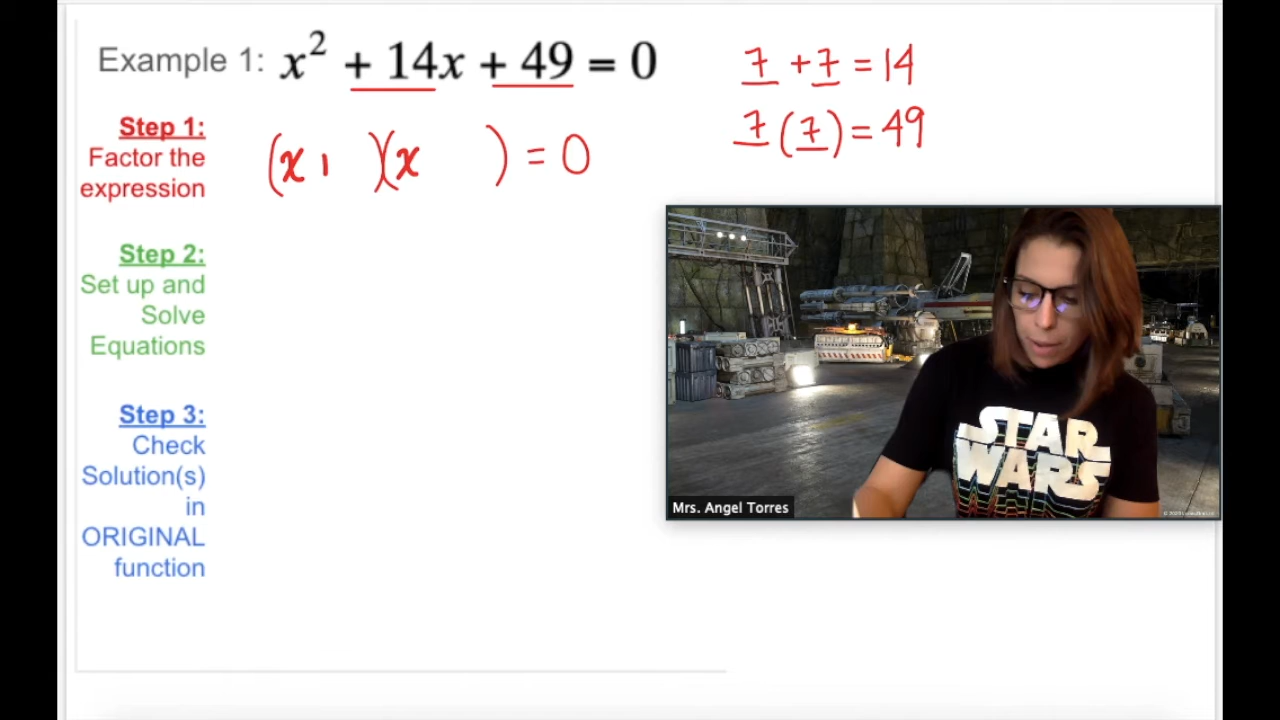 Example 1: x² + 14x + 49 = 0
7 + 7 = 14
7 (7) = 49
Step 1:
Factor the
expression
(x ı )(x ) = 0
Step 2:
Set up and
Solve
Equations
Step 3:
Check
Solution(s)
in
ORIGINAL
function
STAR
WARS
Mrs. Angel Torres